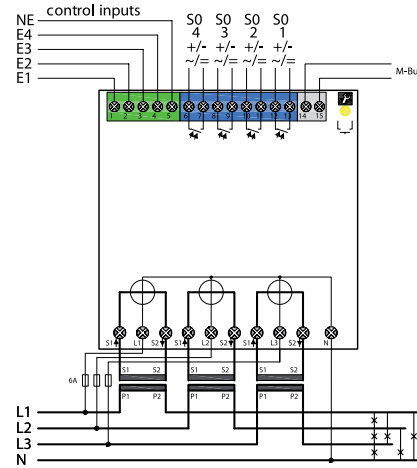 control inputs
NE
E4
E3
E2
E1
S0 S0 S0 S0
4 3 2 1
+/- +/- +/- +/-
~/= ~/= ~/= ~/=
M-Bu
1 2 3 4 5 6 7 8 9 10 11 12 13 14 15
S1 L1 S2 S1 L2 S2 S1 L3 S2 N
S1 S2 S1 S2 S1 S2
6A
P1 P2 P1 P2 P1 P2
L1
L2
L3
N